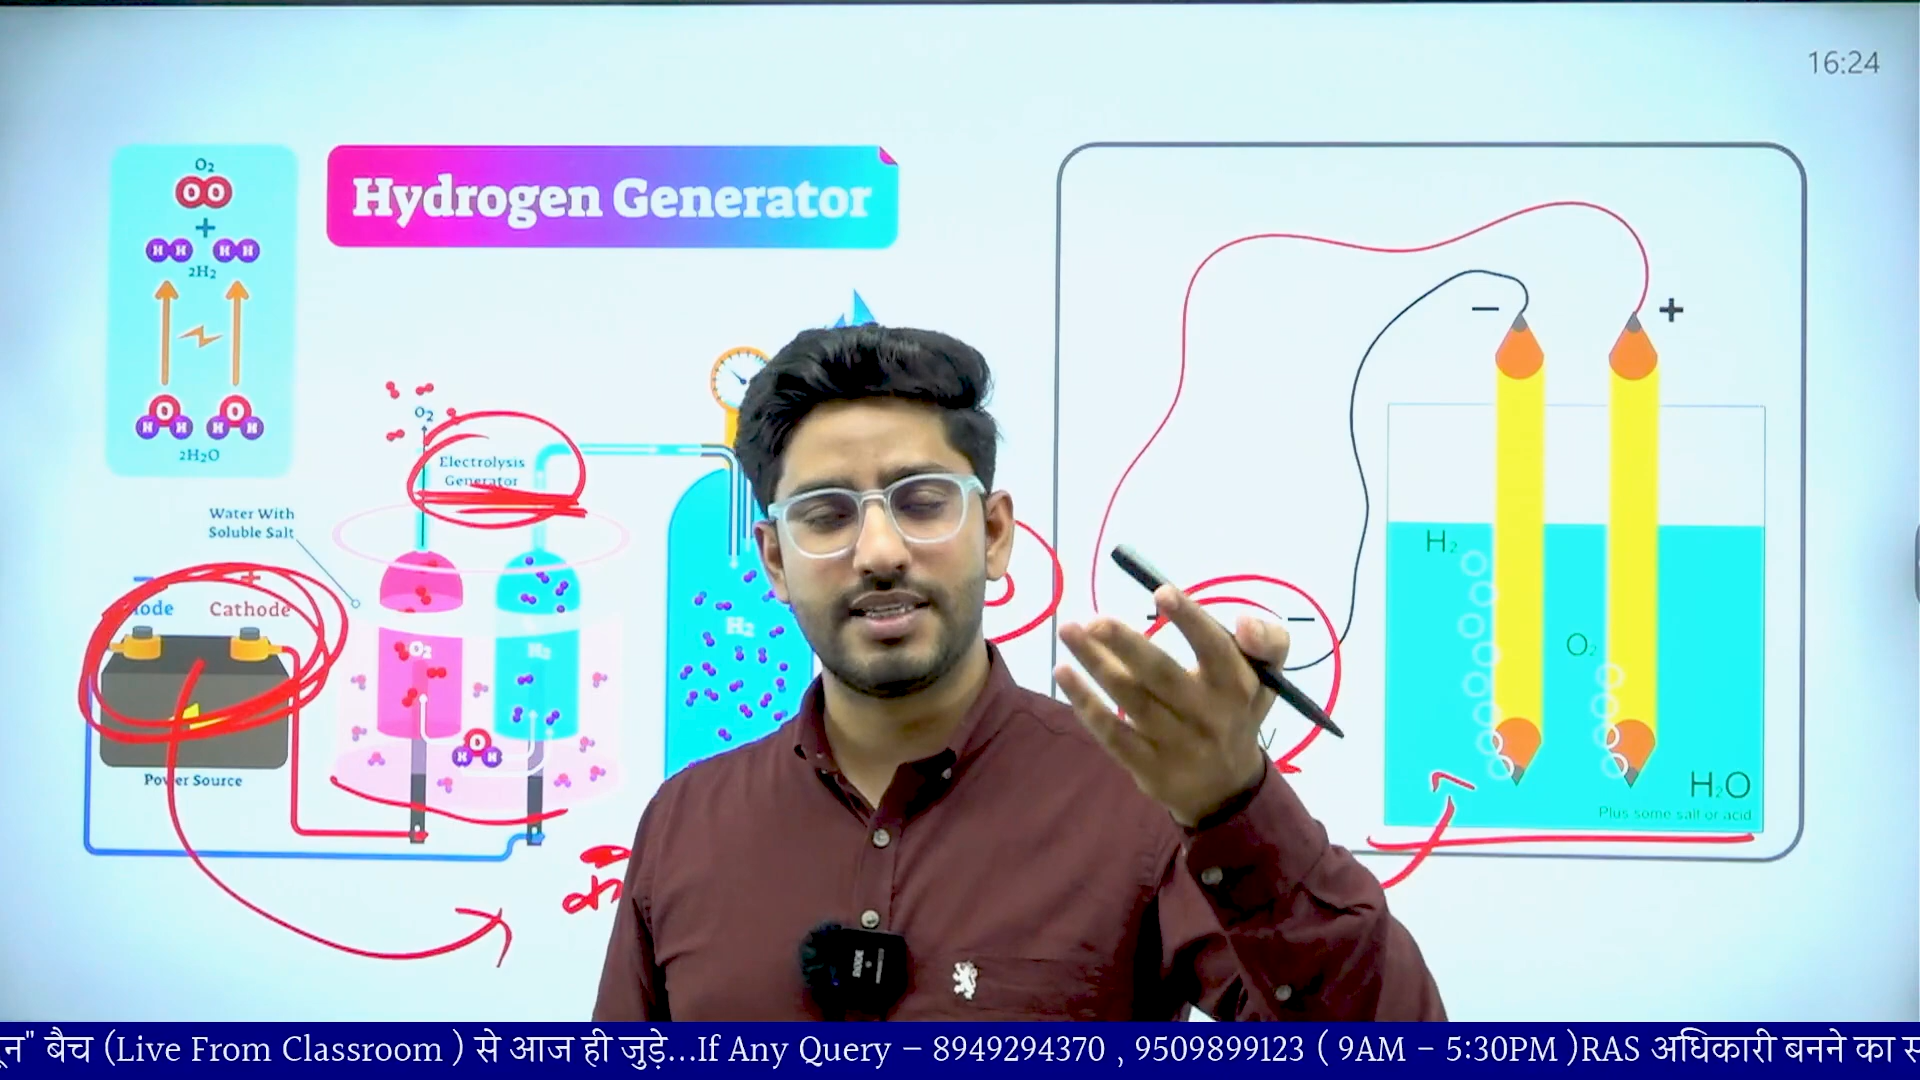 16:24
O₂
OO
+
H H H H
2H₂
O O
H H H H
2H₂O
Hydrogen Generator
O₂
Electrolysis
Generator
Water With
Soluble Salt
− +
Cathode
O₂ H₂
H₂
O
H H
Power Source
− +
−
V
H₂
O₂
H₂O
Plus some salt or acid
RODE
बैच (Live From Classroom ) से आज ही जुड़े...If Any Query – 8949294370 , 9509899123 ( 9AM – 5:30PM )RAS अधिकारी बनने का